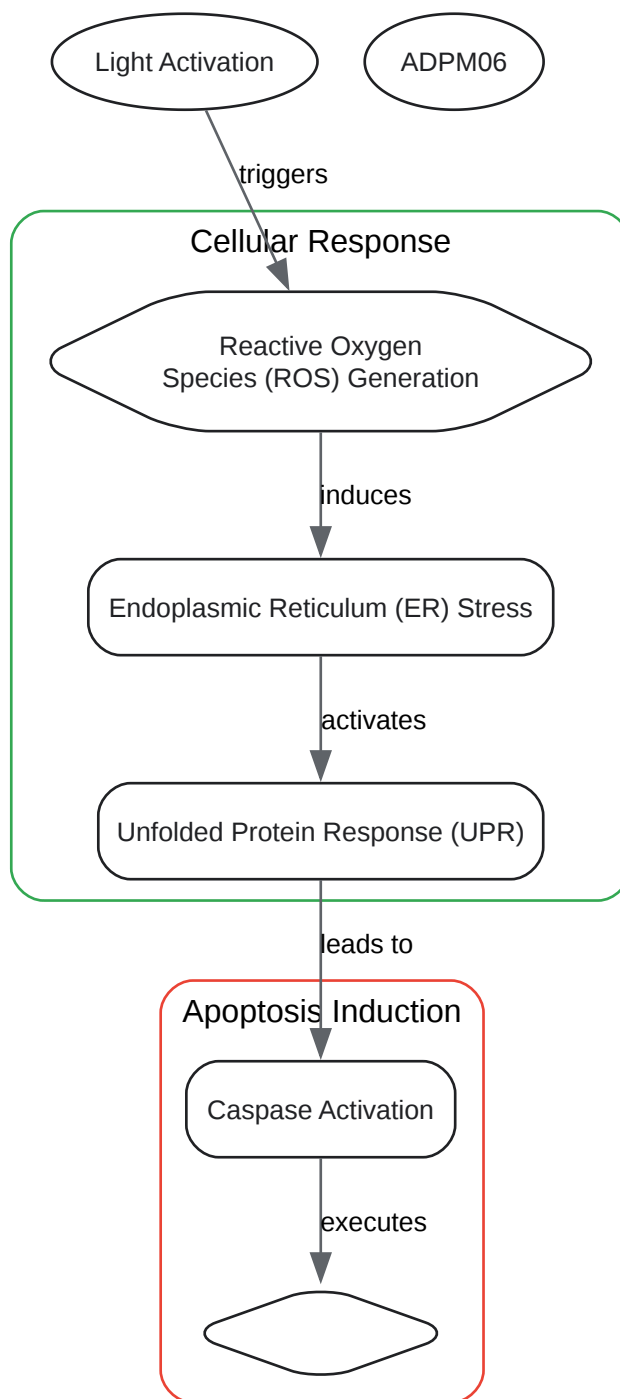 Light Activation
ADPM06
triggers
Cellular Response
Reactive Oxygen
Species (ROS) Generation
induces
Endoplasmic Reticulum (ER) Stress
activates
Unfolded Protein Response (UPR)
leads to
Apoptosis Induction
Caspase Activation
executes